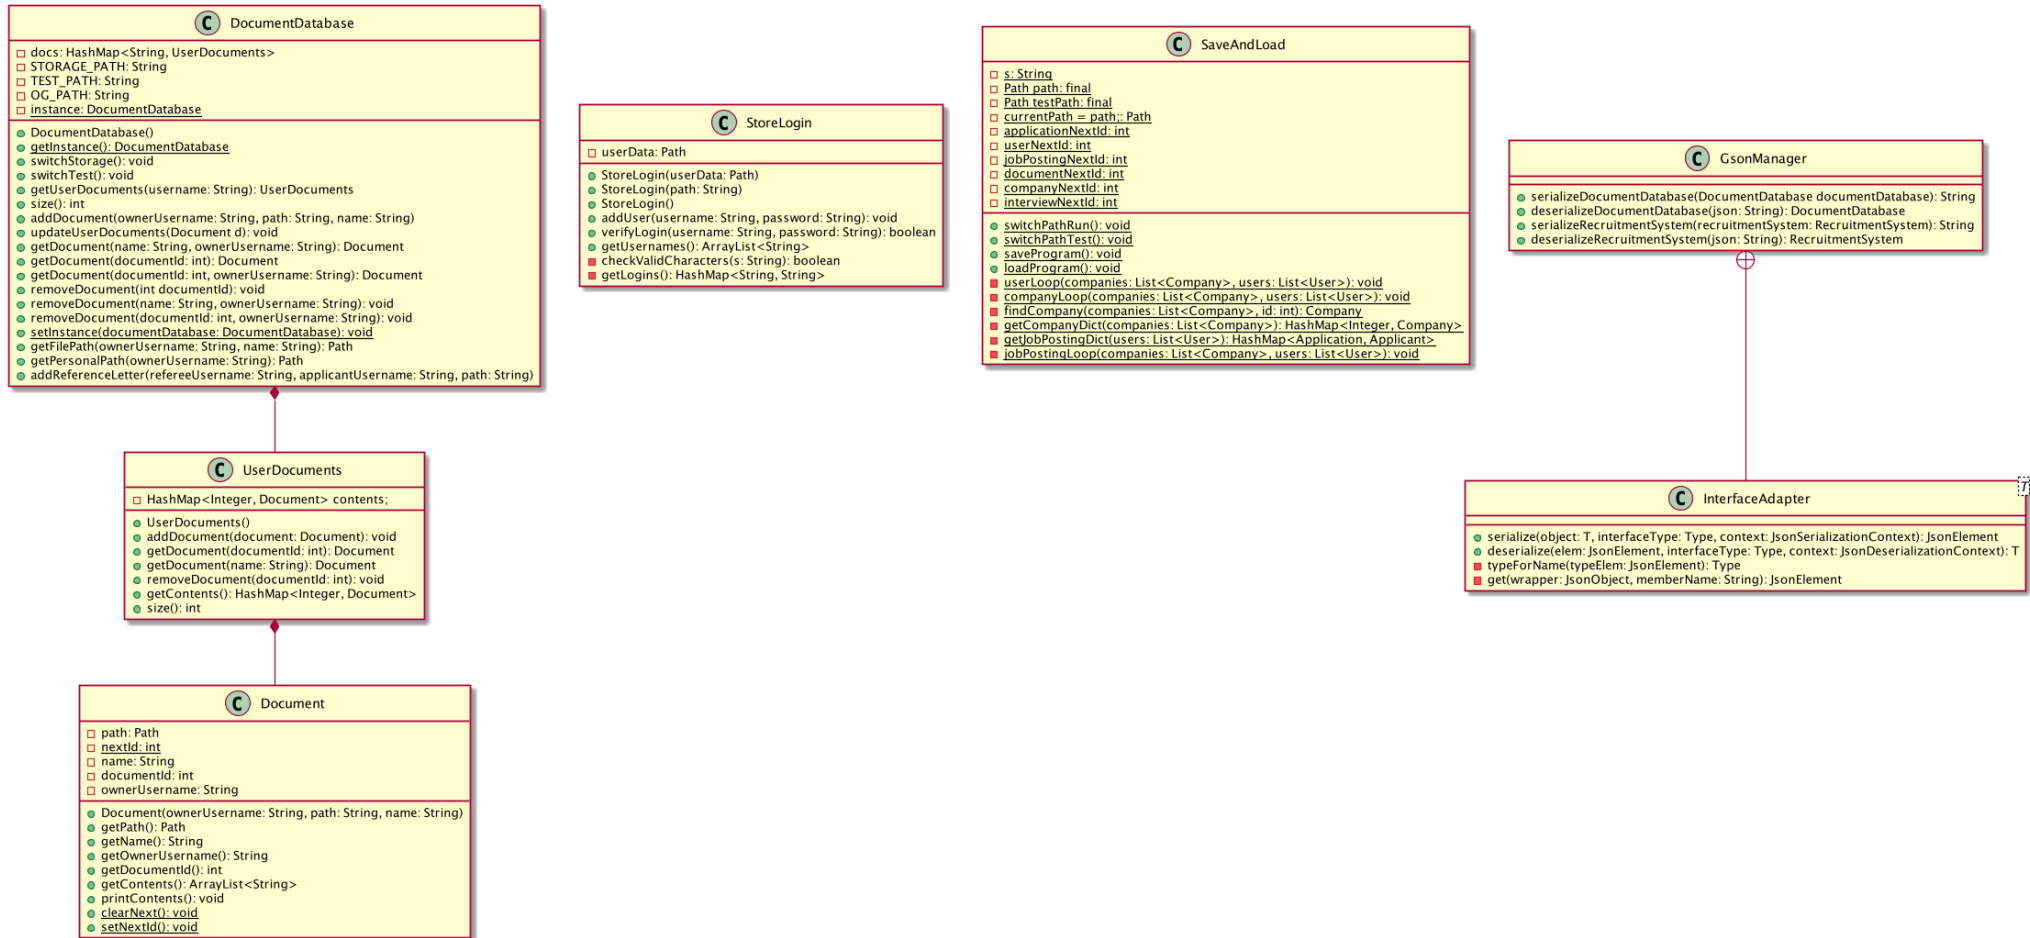 C DocumentDatabase
docs: HashMap<String, UserDocuments>
STORAGE_PATH: String
TEST_PATH: String
OG_PATH: String
instance: DocumentDatabase
DocumentDatabase()
getInstance(): DocumentDatabase
switchStorage(): void
switchTest(): void
getUserDocuments(username: String): UserDocuments
size(): int
addDocument(ownerUsername: String, path: String, name: String)
updateUserDocuments(Document d): void
getDocument(name: String, ownerUsername: String): Document
getDocument(documentId: int): Document
getDocument(documentId: int, ownerUsername: String): Document
removeDocument(int documentId): void
removeDocument(name: String, ownerUsername: String): void
removeDocument(documentId: int, ownerUsername: String): void
setInstance(documentDatabase: DocumentDatabase): void
getFilePath(ownerUsername: String, name: String): Path
getPersonalPath(ownerUsername: String): Path
addReferenceLetter(refereeUsername: String, applicantUsername: String, path: String)
C StoreLogin
userData: Path
StoreLogin(userData: Path)
StoreLogin(path: String)
StoreLogin()
addUser(username: String, password: String): void
verifyLogin(username: String, password: String): boolean
getUsernames(): ArrayList<String>
checkValidCharacters(s: String): boolean
getLogins(): HashMap<String, String>
C SaveAndLoad
s: String
Path path: final
Path testPath: final
currentPath = path;: Path
applicationNextId: int
userNextId: int
jobPostingNextId: int
documentNextId: int
companyNextId: int
interviewNextId: int
switchPathRun(): void
switchPathTest(): void
saveProgram(): void
loadProgram(): void
userLoop(companies: List<Company>, users: List<User>): void
companyLoop(companies: List<Company>, users: List<User>): void
findCompany(companies: List<Company>, id: int): Company
getCompanyDict(companies: List<Company>): HashMap<Integer, Company>
getJobPostingDict(users: List<User>): HashMap<Application, Applicant>
jobPostingLoop(companies: List<Company>, users: List<User>): void
C GsonManager
serializeDocumentDatabase(DocumentDatabase documentDatabase): String
deserializeDocumentDatabase(json: String): DocumentDatabase
serializeRecruitmentSystem(recruitmentSystem: RecruitmentSystem): String
deserializeRecruitmentSystem(json: String): RecruitmentSystem
C UserDocuments
HashMap<Integer, Document> contents;
UserDocuments()
addDocument(document: Document): void
getDocument(documentId: int): Document
getDocument(name: String): Document
removeDocument(documentId: int): void
getContents(): HashMap<Integer, Document>
size(): int
C InterfaceAdapter
T
serialize(object: T, interfaceType: Type, context: JsonSerializationContext): JsonElement
deserialize(elem: JsonElement, interfaceType: Type, context: JsonDeserializationContext): T
typeForName(typeElem: JsonElement): Type
get(wrapper: JsonObject, memberName: String): JsonElement
C Document
path: Path
nextId: int
name: String
documentId: int
ownerUsername: String
Document(ownerUsername: String, path: String, name: String)
getPath(): Path
getName(): String
getOwnerUsername(): String
getDocumentId(): int
getContents(): ArrayList<String>
printContents(): void
clearNext(): void
setNextId(): void